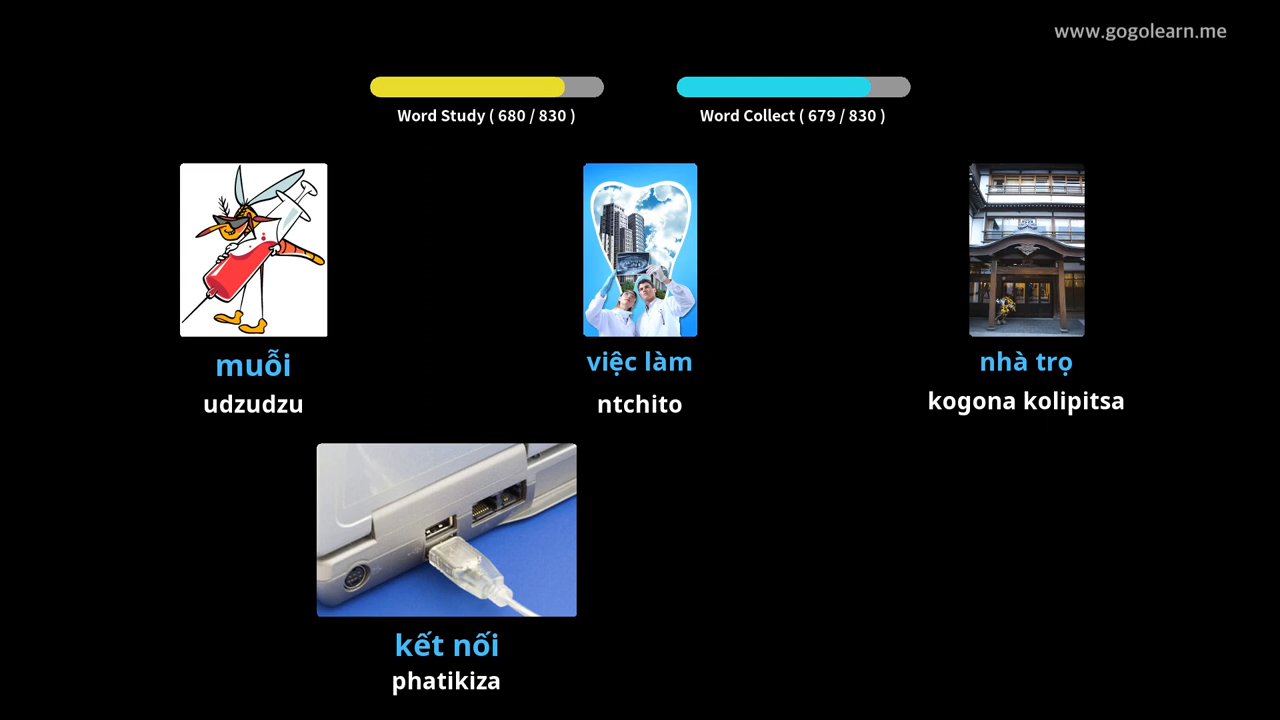 www.gogolearn.me
Word Study ( 680 / 830 )
Word Collect ( 679 / 830 )
muỗi
udzudzu
việc làm
ntchito
nhà trọ
kogona kolipitsa
kết nối
phatikiza